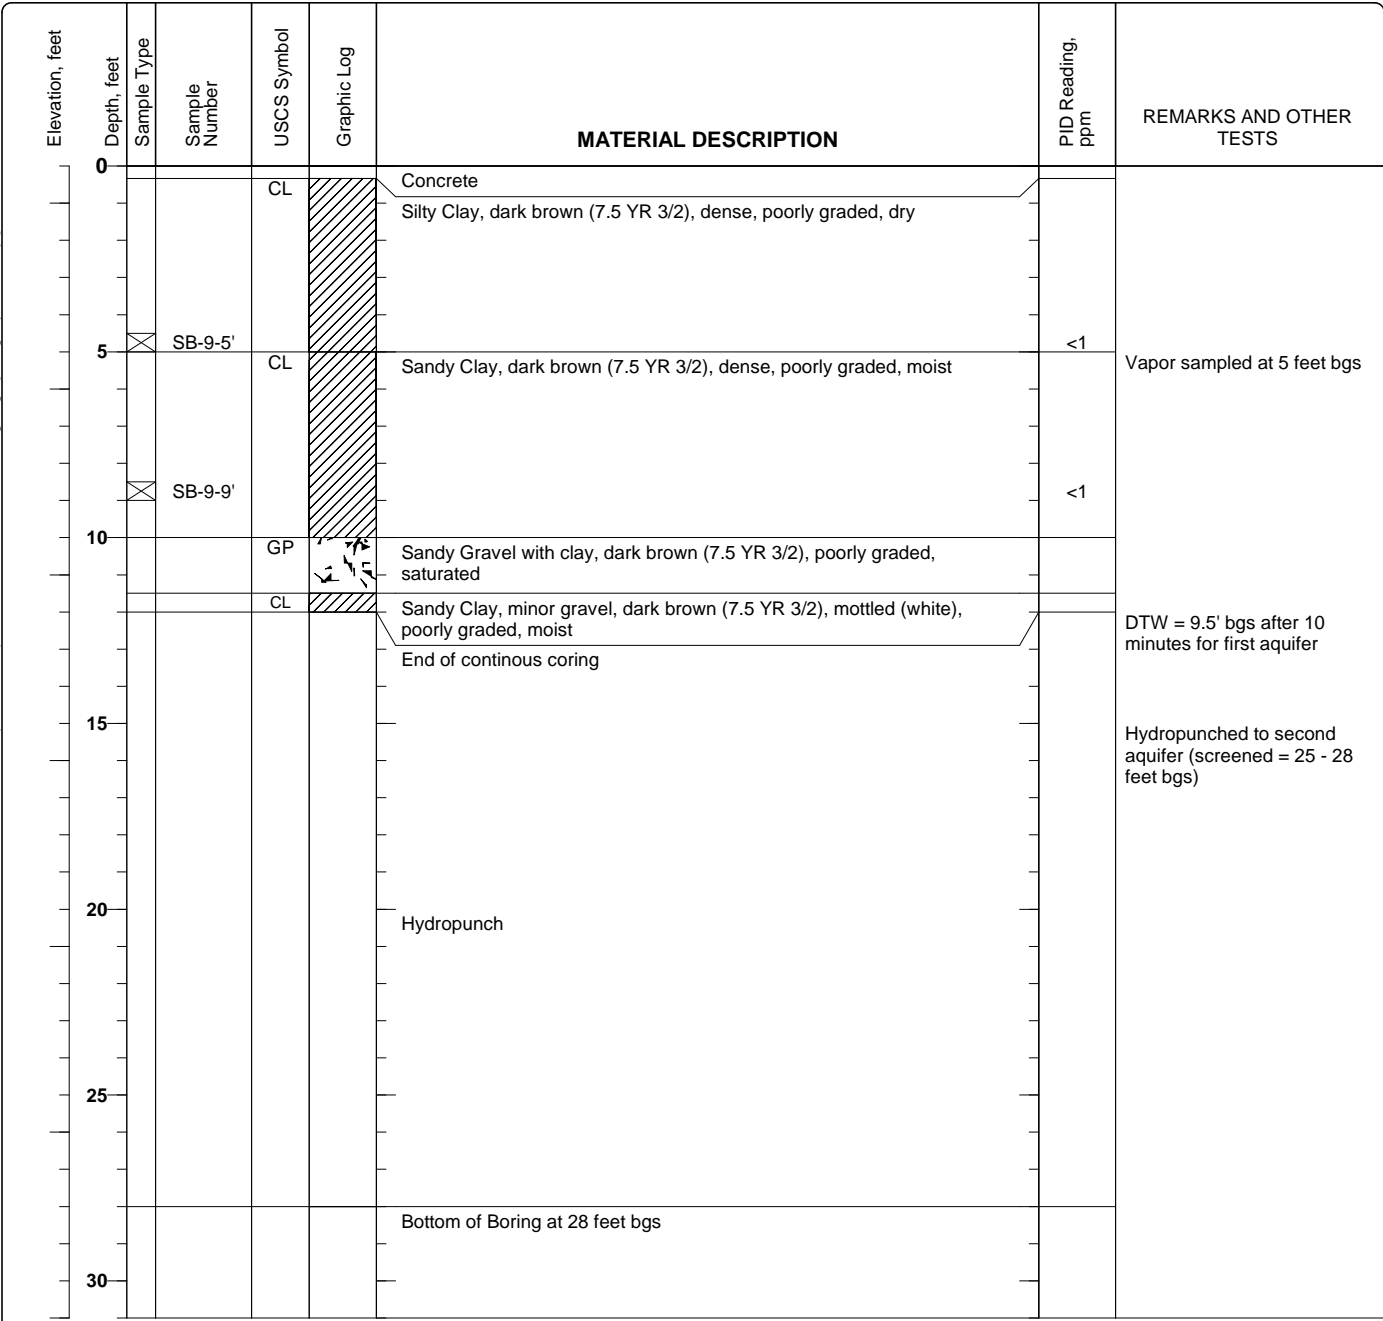 Elevation, feet
Depth, feet
Sample Type
Sample
Number
USCS Symbol
Graphic Log
MATERIAL DESCRIPTION
PID Reading,
ppm
REMARKS AND OTHER
TESTS
0
Concrete
CL
Silty Clay, dark brown (7.5 YR 3/2), dense, poorly graded, dry
SB-9-5'
<1
5
CL
Sandy Clay, dark brown (7.5 YR 3/2), dense, poorly graded, moist
Vapor sampled at 5 feet bgs
SB-9-9'
<1
10
GP
Sandy Gravel with clay, dark brown (7.5 YR 3/2), poorly graded,
saturated
CL
Sandy Clay, minor gravel, dark brown (7.5 YR 3/2), mottled (white),
poorly graded, moist
DTW = 9.5' bgs after 10
minutes for first aquifer
End of continous coring
15
Hydropunched to second
aquifer (screened = 25 - 28
feet bgs)
20
Hydropunch
25
Bottom of Boring at 28 feet bgs
30